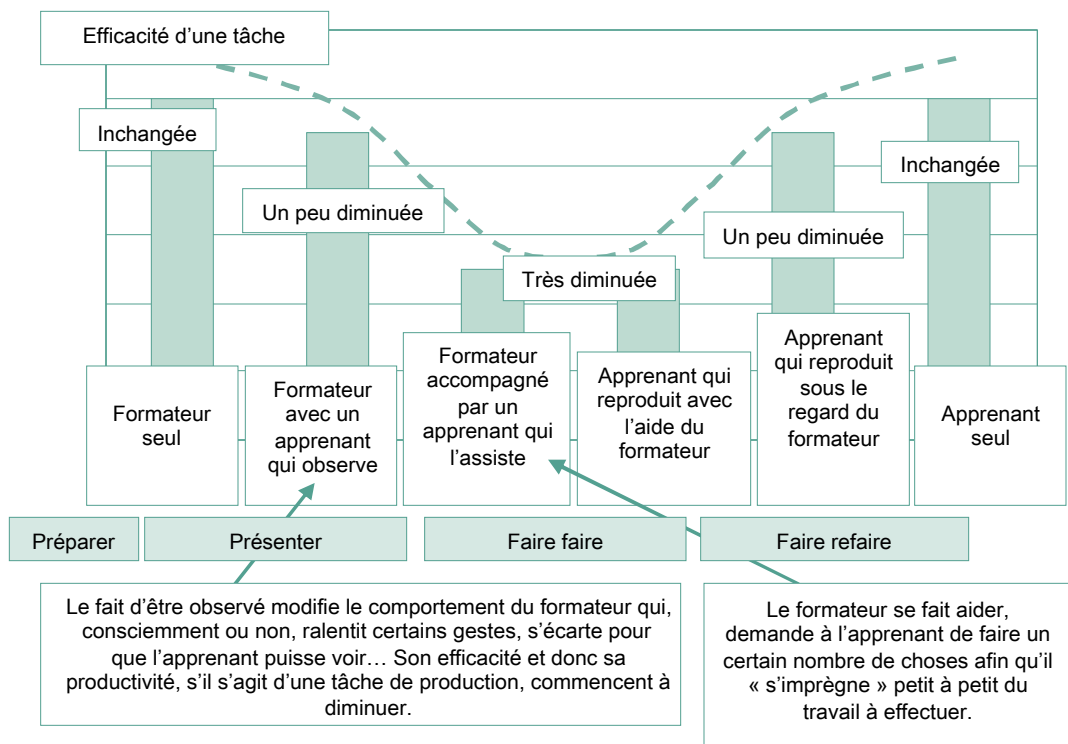 Efficacité d’une tâche
Inchangée
Un peu diminuée
Très diminuée
Un peu diminuée
Inchangée
Formateur
seul
Formateur
avec un
apprenant
qui observe
Formateur
accompagné
par un
apprenant qui
l’assiste
Apprenant qui
reproduit avec
l’aide du
formateur
Apprenant
qui reproduit
sous le
regard du
formateur
Apprenant
seul
Préparer
Présenter
Faire faire
Faire refaire
Le fait d’être observé modifie le comportement du formateur qui,
consciemment ou non, ralentit certains gestes, s’écarte pour
que l’apprenant puisse voir… Son efficacité et donc sa
productivité, s’il s’agit d’une tâche de production, commencent à
diminuer.
Le formateur se fait aider,
demande à l’apprenant de faire un
certain nombre de choses afin qu’il
« s’imprègne » petit à petit du
travail à effectuer.